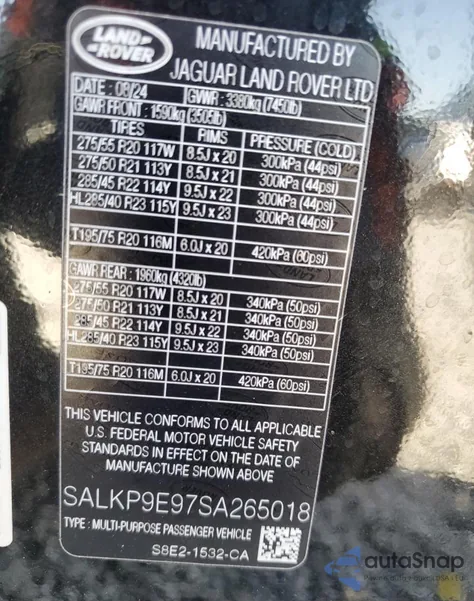 LAND-
ROVER
MANUFACTURED BY
JAGUAR LAND ROVER LTD
DATE : 09/24 GVWR : 3380kg (7450lb)
GAWR FRONT : 1590kg (3505lb)
TIRES RIMS PRESSURE (COLD)
275/55 R20 117W 8.5J x 20 300kPa (44psi)
275/50 R21 113Y 8.5J x 21 300kPa (44psi)
285/45 R22 114Y 9.5J x 22 300kPa (44psi)
HL285/40 R23 115Y 9.5J x 23 300kPa (44psi)
T195/75 R20 116M 6.0J x 20 420kPa (60psi)
GAWR REAR : 1960kg (4320lb)
275/55 R20 117W 8.5J x 20 340kPa (50psi)
275/50 R21 113Y 8.5J x 21 340kPa (50psi)
285/45 R22 114Y 9.5J x 22 340kPa (50psi)
HL285/40 R23 115Y 9.5J x 23 340kPa (50psi)
T195/75 R20 116M 6.0J x 20 420kPa (60psi)
THIS VEHICLE CONFORMS TO ALL APPLICABLE
U.S. FEDERAL MOTOR VEHICLE SAFETY
STANDARDS IN EFFECT ON THE DATE OF
MANUFACTURE SHOWN ABOVE
SALKP9E97SA265018
TYPE : MULTI-PURPOSE PASSENGER VEHICLE
S8E2-1532-CA
autoSnap